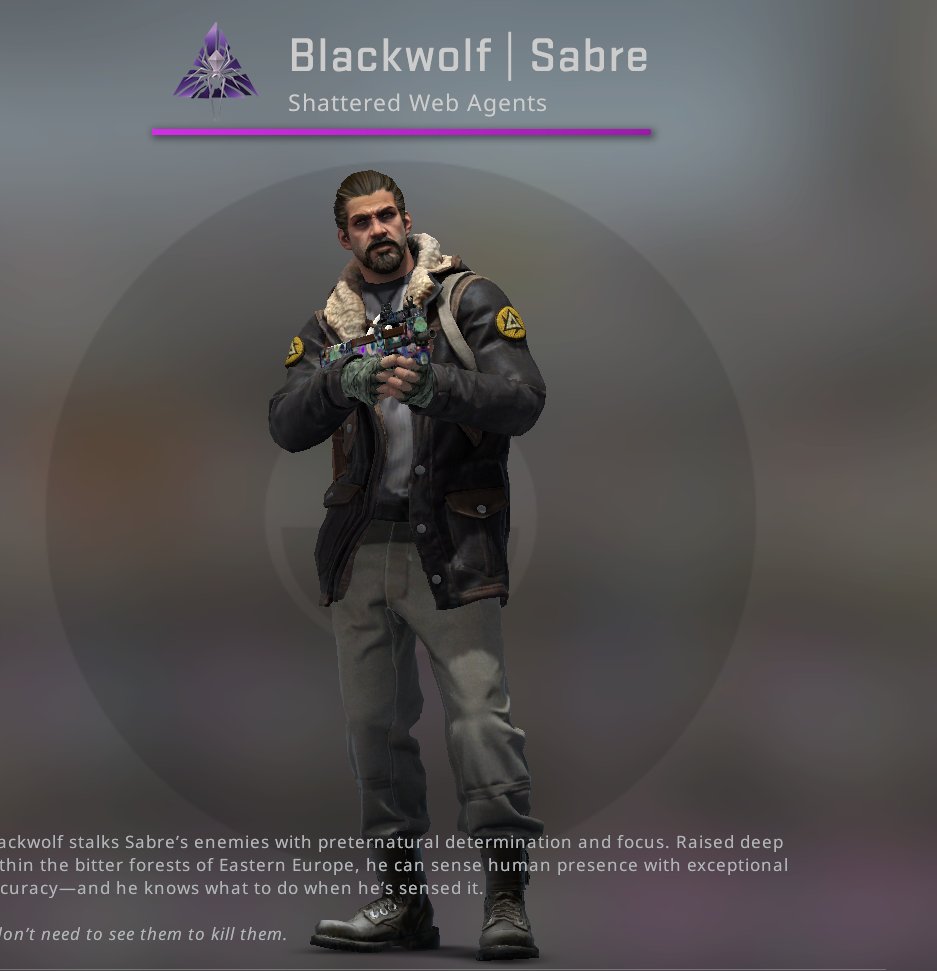 Blackwolf | Sabre
Shattered Web Agents
ackwolf stalks Sabre’s enemies with preternatural determination and focus. Raised deep
thin the bitter forests of Eastern Europe, he can sense human presence with exceptional
curacy—and he knows what to do when he’s sensed it.
don’t need to see them to kill them.